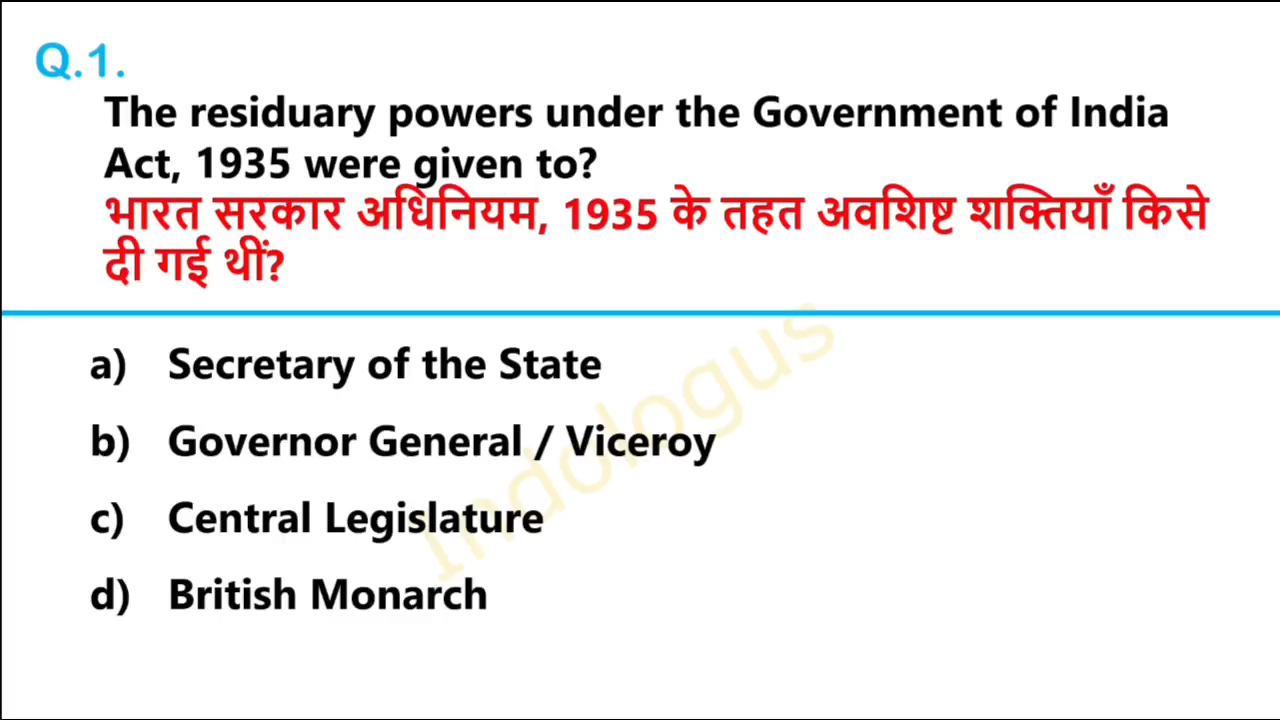 Q.1.
The residuary powers under the Government of India
Act, 1935 were given to?
भारत सरकार अधिनियम, 1935 के तहत अवशिष्ट शक्तियाँ किसे
दी गई थीं?
a) Secretary of the State
b) Governor General / Viceroy
c) Central Legislature
d) British Monarch
Indologus